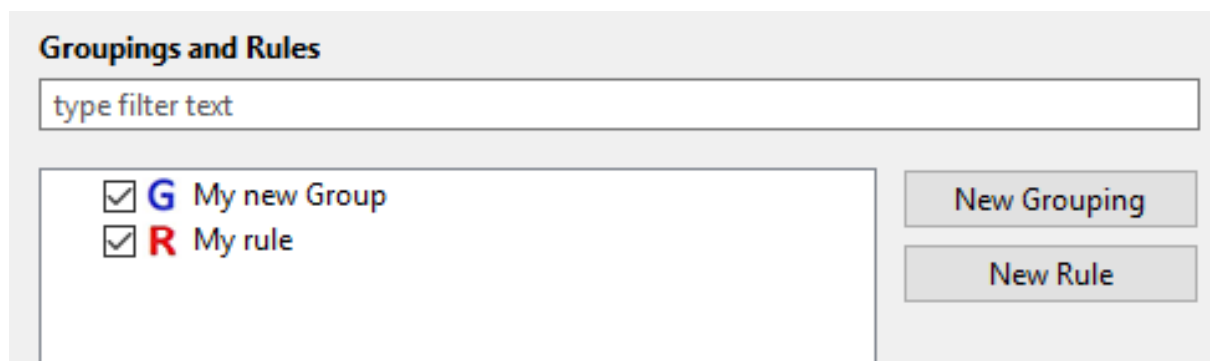 Groupings and Rules
type filter text
G My new Group
R My rule
New Grouping
New Rule